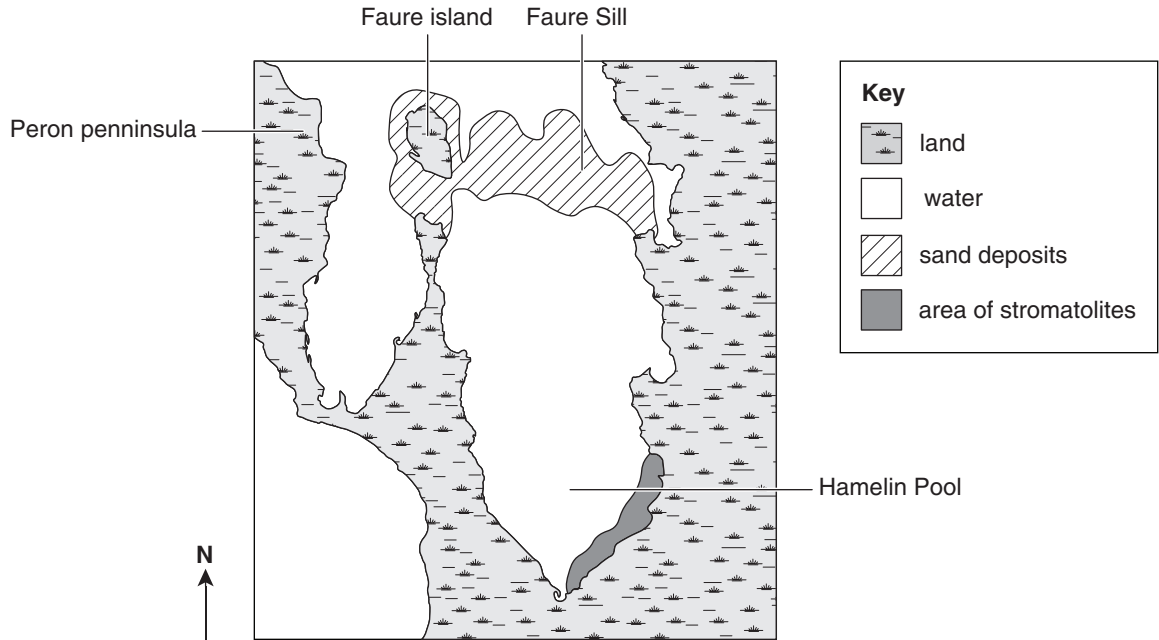 Faure island
Faure Sill
Peron penninsula
Key
land
water
sand deposits
area of stromatolites
Hamelin Pool
N